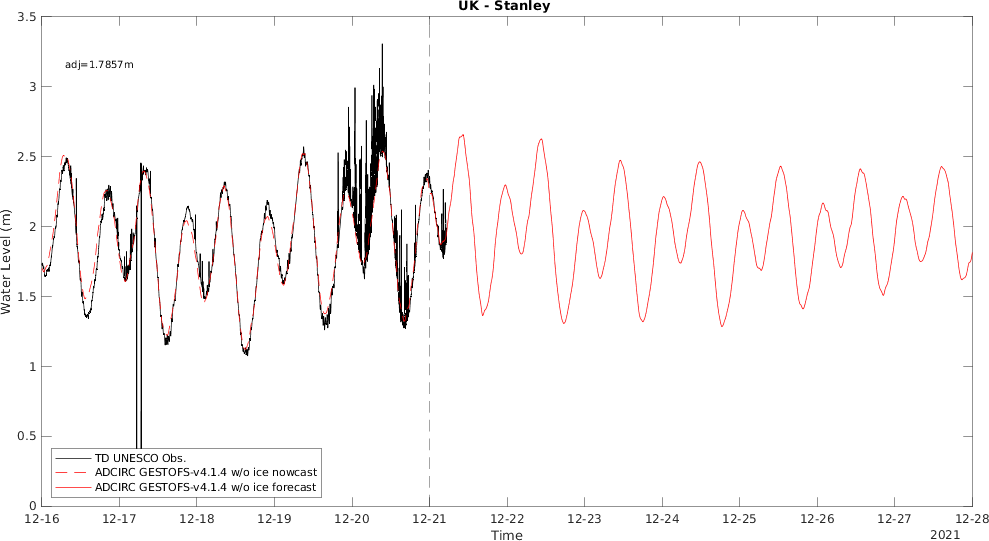 UK - Stanley
3.5
adj=1.7857m
3
2.5
2
Water Level (m)
1.5
1
0.5
TD UNESCO Obs.
ADCIRC GESTOFS-v4.1.4 w/o ice nowcast
ADCIRC GESTOFS-v4.1.4 w/o ice forecast
0
12-16 12-17 12-18 12-19 12-20 12-21 12-22 12-23 12-24 12-25 12-26 12-27 12-28
Time
2021